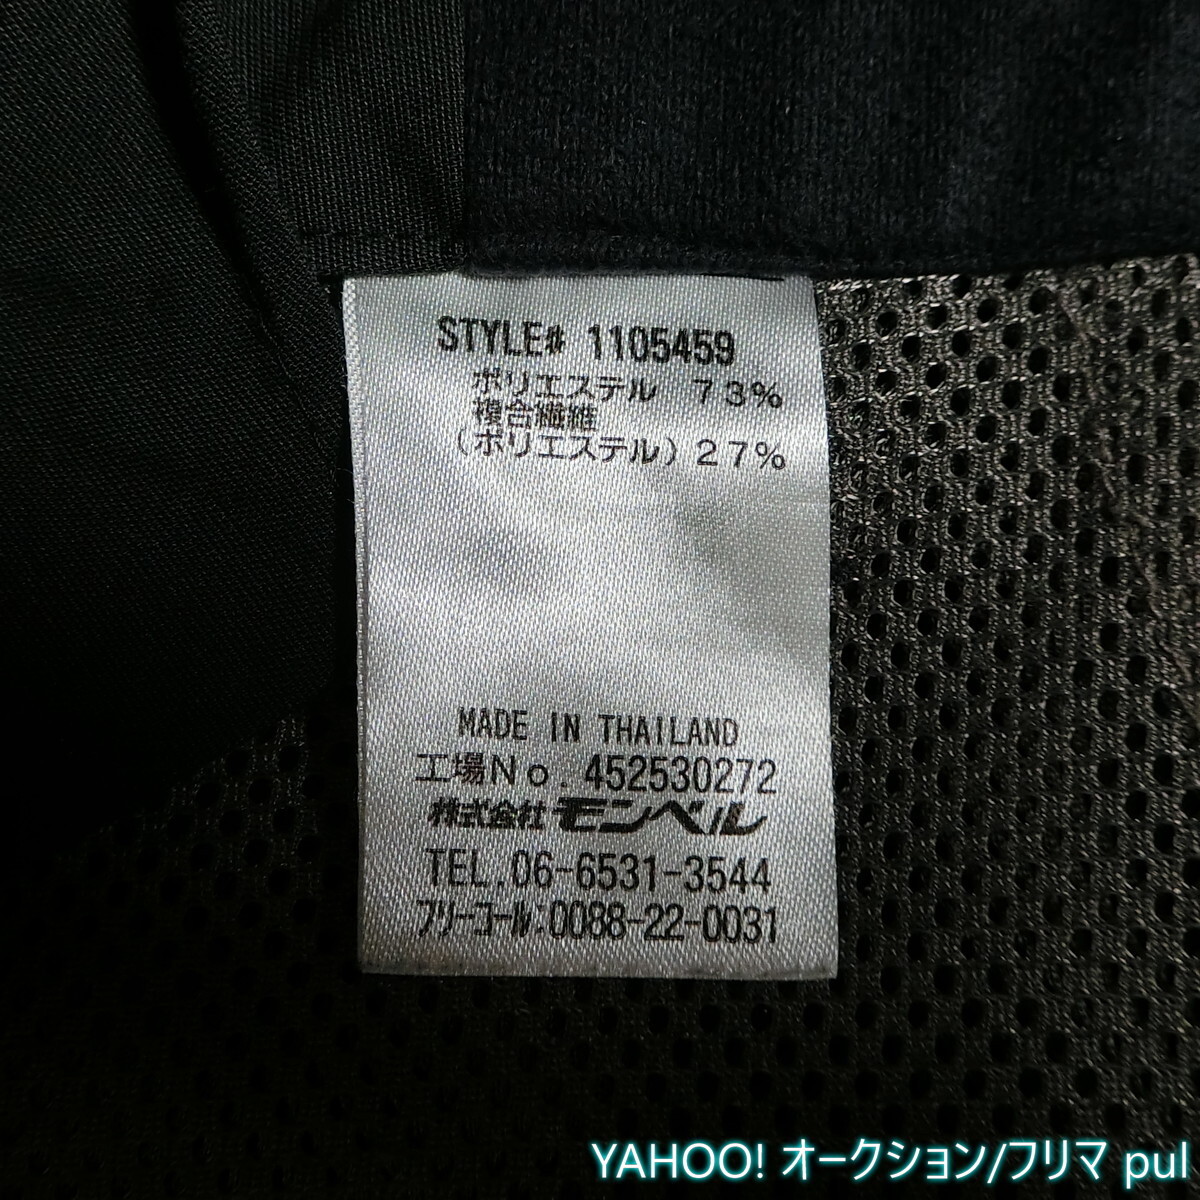 STYLE# 1105459
ポリエステル 73%
複合繊維
(ポリエステル) 27%
MADE IN THAILAND
工場No. 452530272
株式会社 モンベル
TEL.06-6531-3544
フリーコール:0088-22-0031
YAHOO! オークション/フリマ pul